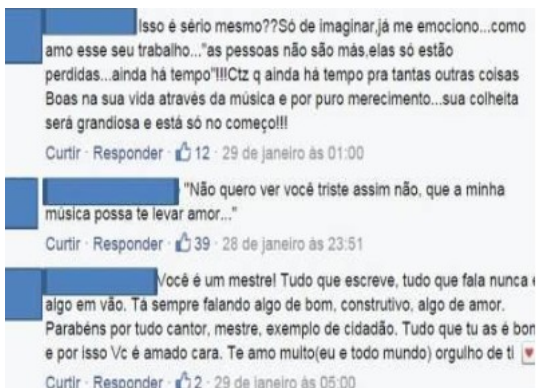 Isso é sério mesmo??Só de imaginar,já me emociono...como
amo esse seu trabalho..."as pessoas não são más,elas só estão
perdidas...ainda há tempo"!!!Ctz q ainda há tempo pra tantas outras coisas
Boas na sua vida através da música e por puro merecimento...sua colheita
será grandiosa e está só no começo!!!
Curtir · Responder · 12 · 29 de janeiro às 01:00
"Não quero ver você triste assim não, que a minha
música possa te levar amor..."
Curtir · Responder · 39 · 28 de janeiro às 23:51
Você é um mestre! Tudo que escreve, tudo que fala nunca é
algo em vão. Tá sempre falando algo de bom, construtivo, algo de amor.
Parabéns por tudo cantor, mestre, exemplo de cidadão. Tudo que tu as é bom
e por isso Vc é amado cara. Te amo muito(eu e todo mundo) orgulho de ti ♥
Curtir · Responder · 2 · 29 de janeiro às 05:00